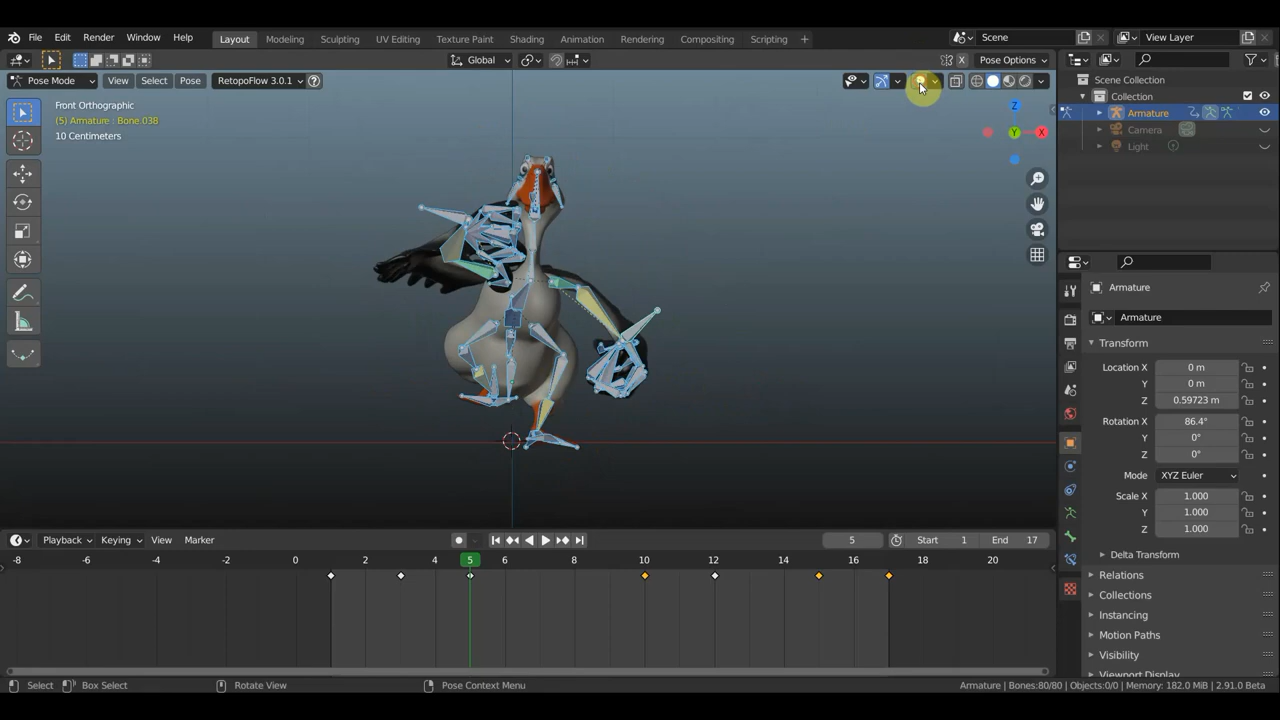 File Edit Render Window Help Layout Modeling Sculpting UV Editing Texture Paint Shading Animation Rendering Compositing Scripting + Scene View Layer
Global Pose Options
Pose Mode View Select Pose RetopoFlow 3.0.1
Scene Collection
Front Orthographic
(5) Armature : Bone.038
10 Centimeters
Collection
Armature
Camera
Light
Z
Y
X
Armature
Armature
Transform
Location X 0 m
Y 0 m
Z 0.59723 m
Rotation X 86.4°
Y 0°
Z 0°
Mode XYZ Euler
Scale X 1.000
Y 1.000
Z 1.000
Delta Transform
Relations
Collections
Instancing
Motion Paths
Visibility
Viewport Display
Playback Keying View Marker 5 Start 1 End 17
-8 -6 -4 -2 0 2 4 5 6 8 10 12 14 16 18 20
Select Box Select Rotate View Pose Context Menu Armature | Bones:80/80 | Objects:0/0 | Memory: 182.0 MiB | 2.91.0 Beta